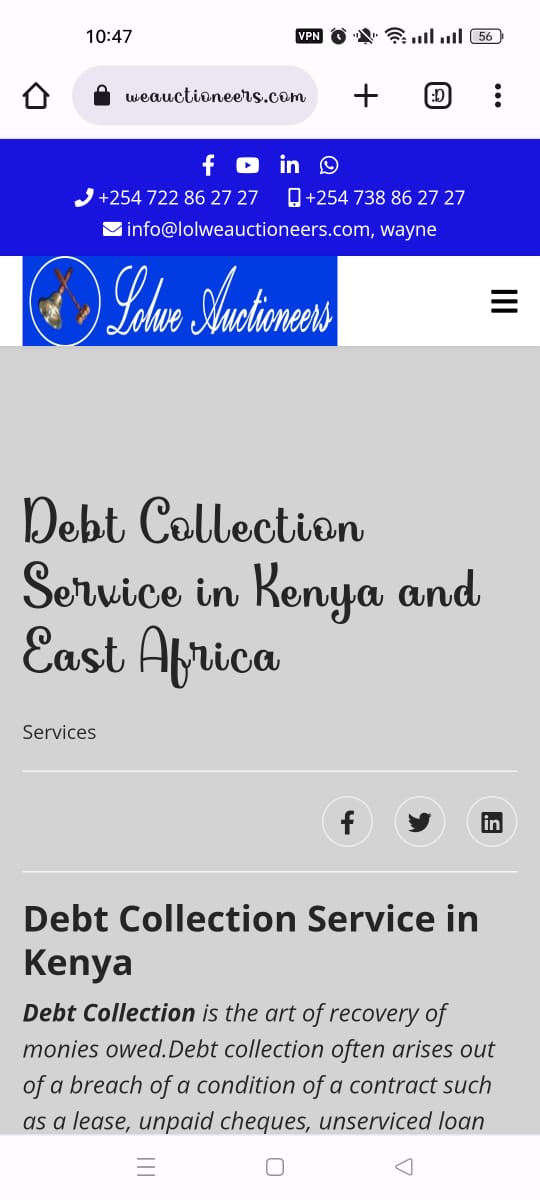 10:47
VPN
56
weauctioneers.com
:D
+254 722 86 27 27
+254 738 86 27 27
info@lolweauctioneers.com, wayne
Lolwe Auctioneers
Debt Collection
Service in Kenya and
East Africa
Services
Debt Collection Service in
Kenya
Debt Collection is the art of recovery of
monies owed.Debt collection often arises out
of a breach of a condition of a contract such
as a lease, unpaid cheques, unserviced loan